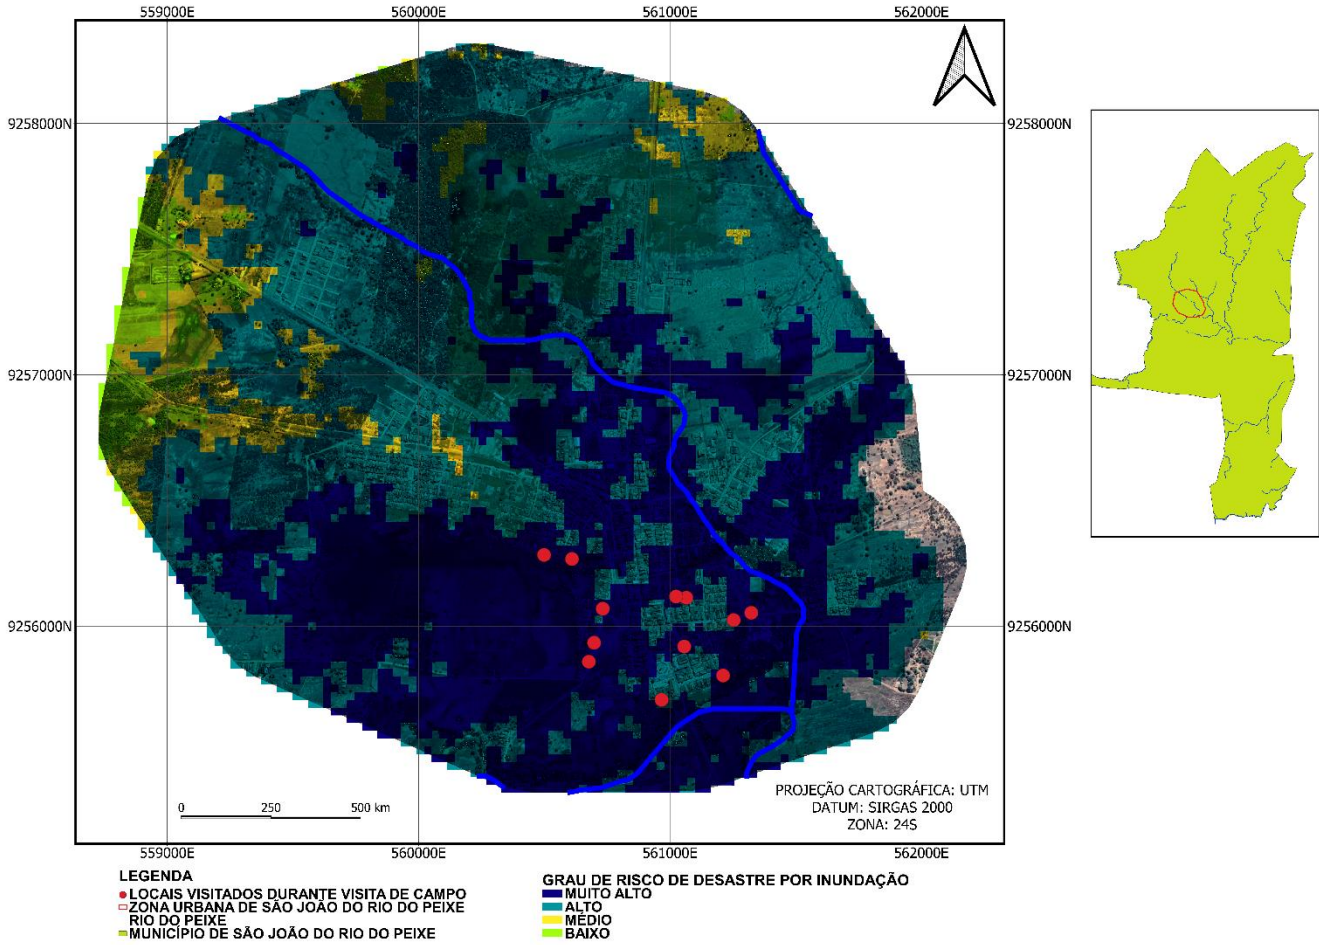 559000E 560000E 561000E 562000E
9258000N 9258000N
9257000N 9257000N
9256000N 9256000N
0 250 500 km
PROJEÇÃO CARTOGRÁFICA: UTM
DATUM: SIRGAS 2000
ZONA: 24S
559000E 560000E 561000E 562000E
LEGENDA
LOCAIS VISITADOS DURANTE VISITA DE CAMPO
ZONA URBANA DE SÃO JOÃO DO RIO DO PEIXE
RIO DO PEIXE
MUNICÍPIO DE SÃO JOÃO DO RIO DO PEIXE
GRAU DE RISCO DE DESASTRE POR INUNDAÇÃO
MUITO ALTO
ALTO
MÉDIO
BAIXO